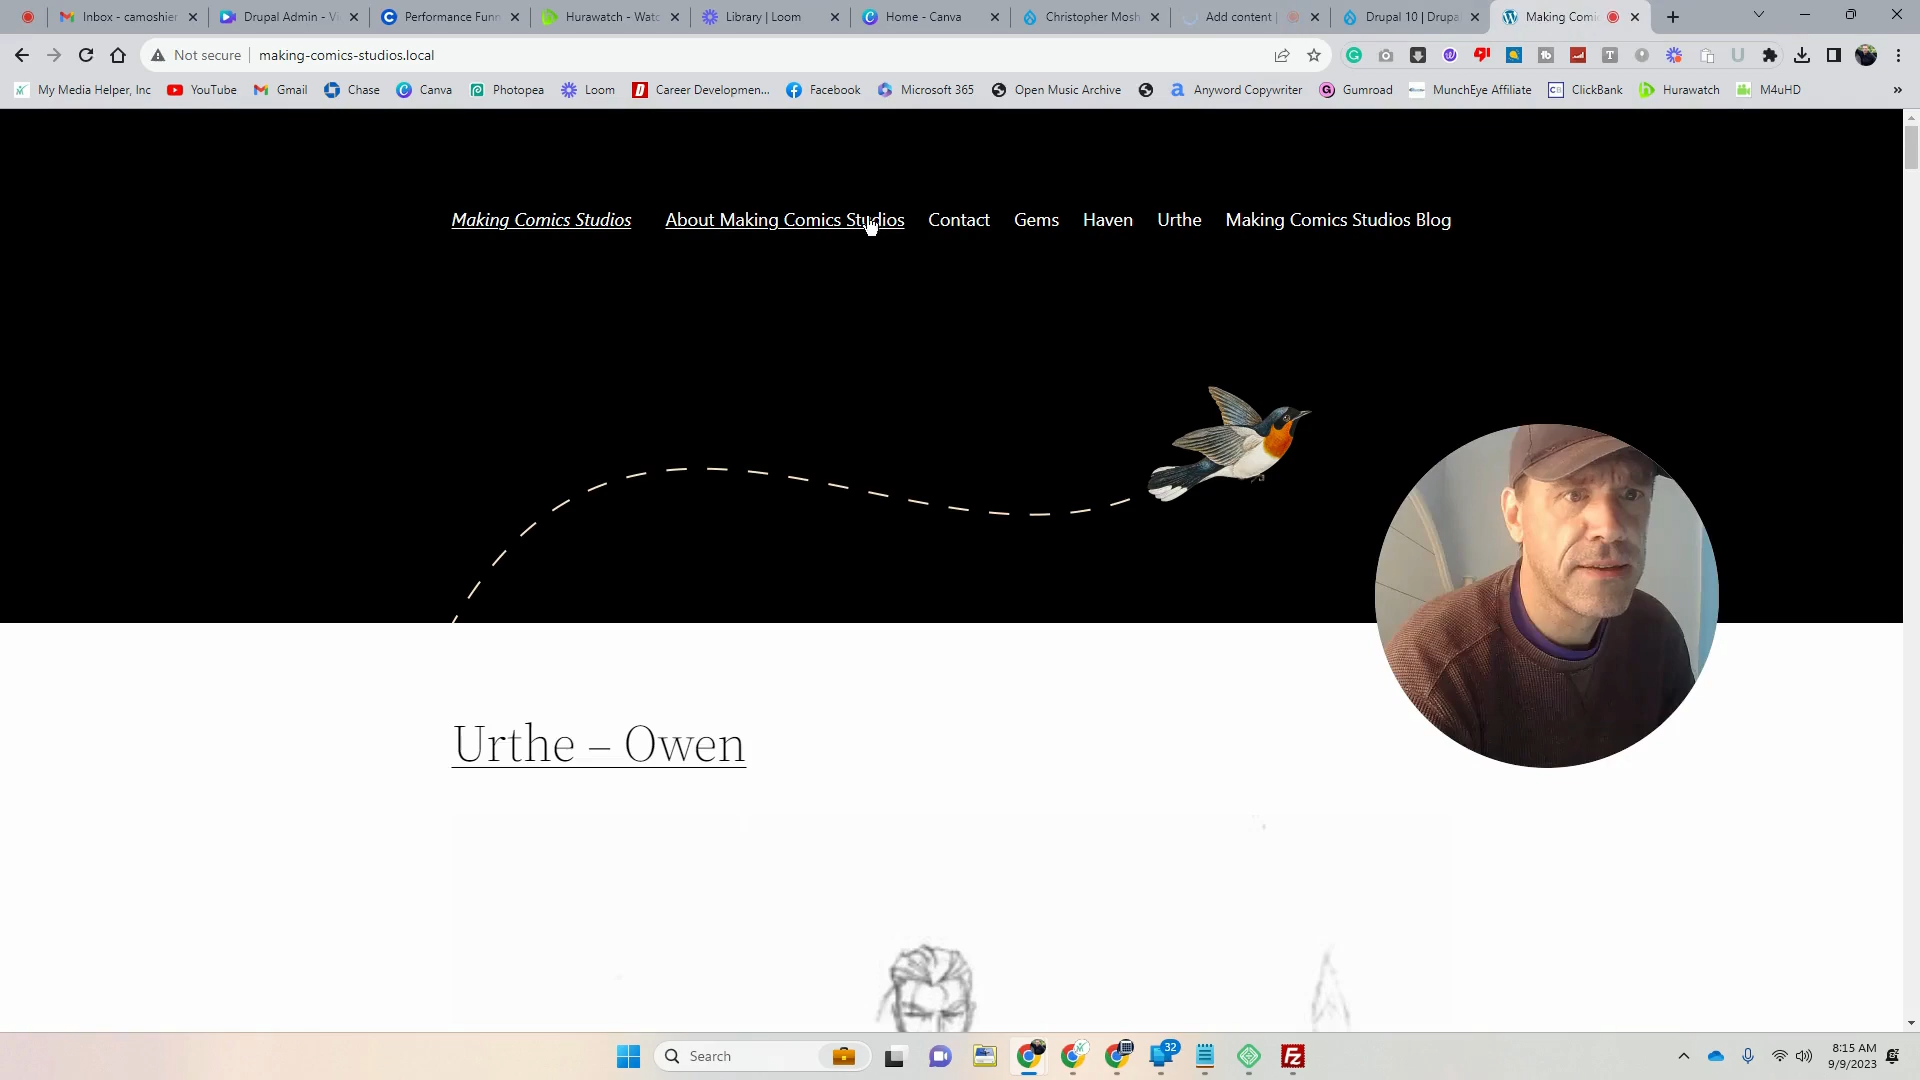 Inbox - camoshier
Drupal Admin - Vi
Performance Funn
Hurawatch - Watc
Library | Loom
Home - Canva
Christopher Mosh
Add content |
Drupal 10 | Drupa
Making Comi
Not secure
making-comics-studios.local
My Media Helper, Inc
YouTube
Gmail
Chase
Canva
Photopea
Loom
Career Developmen...
Facebook
Microsoft 365
Open Music Archive
Anyword Copywriter
Gumroad
MunchEye Affiliate
ClickBank
Hurawatch
M4uHD
»
Making Comics Studios
About Making Comics Studios
Contact
Gems
Haven
Urthe
Making Comics Studios Blog
Urthe – Owen
Search
32
8:15 AM
9/9/2023